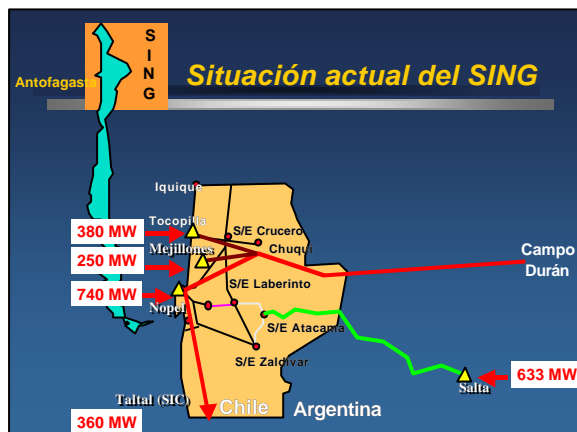 S
I
N
G
Antofagasta
Situación actual del SING
Iquique
Tocopilla
S/E Crucero
380 MW
Mejillones
Chuqui
250 MW
Campo
Durán
S/E Laberinto
740 MW
Nopel
S/E Atacama
S/E Zaldivar
633 MW
Salta
Taltal (SIC)
Chile
Argentina
360 MW